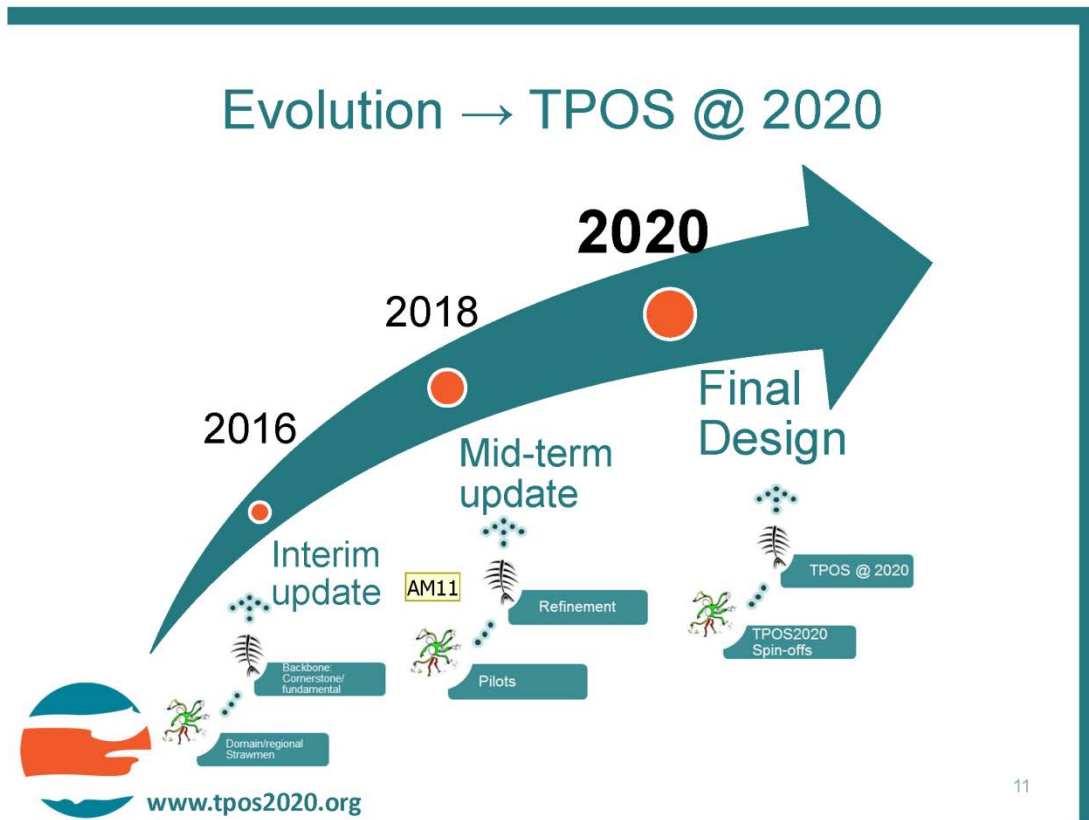 Evolution → TPOS @ 2020
2020
2018
2016
Final
Design
Mid-term
update
Interim
update
AM11
TPOS @ 2020
Refinement
TPOS2020
Spin-offs
Backbone:
Cornerstone/
fundamental
Pilots
Domain/regional
Strawmen
www.tpos2020.org
11